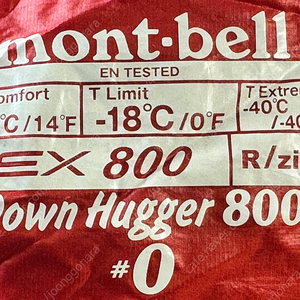 mont-bell
EN TESTED
omfort T Limit T Extre
℃/14℉ -18℃/0℉ -40℃
/-40
EX 800 R/zi
Down Hugger 800
#0